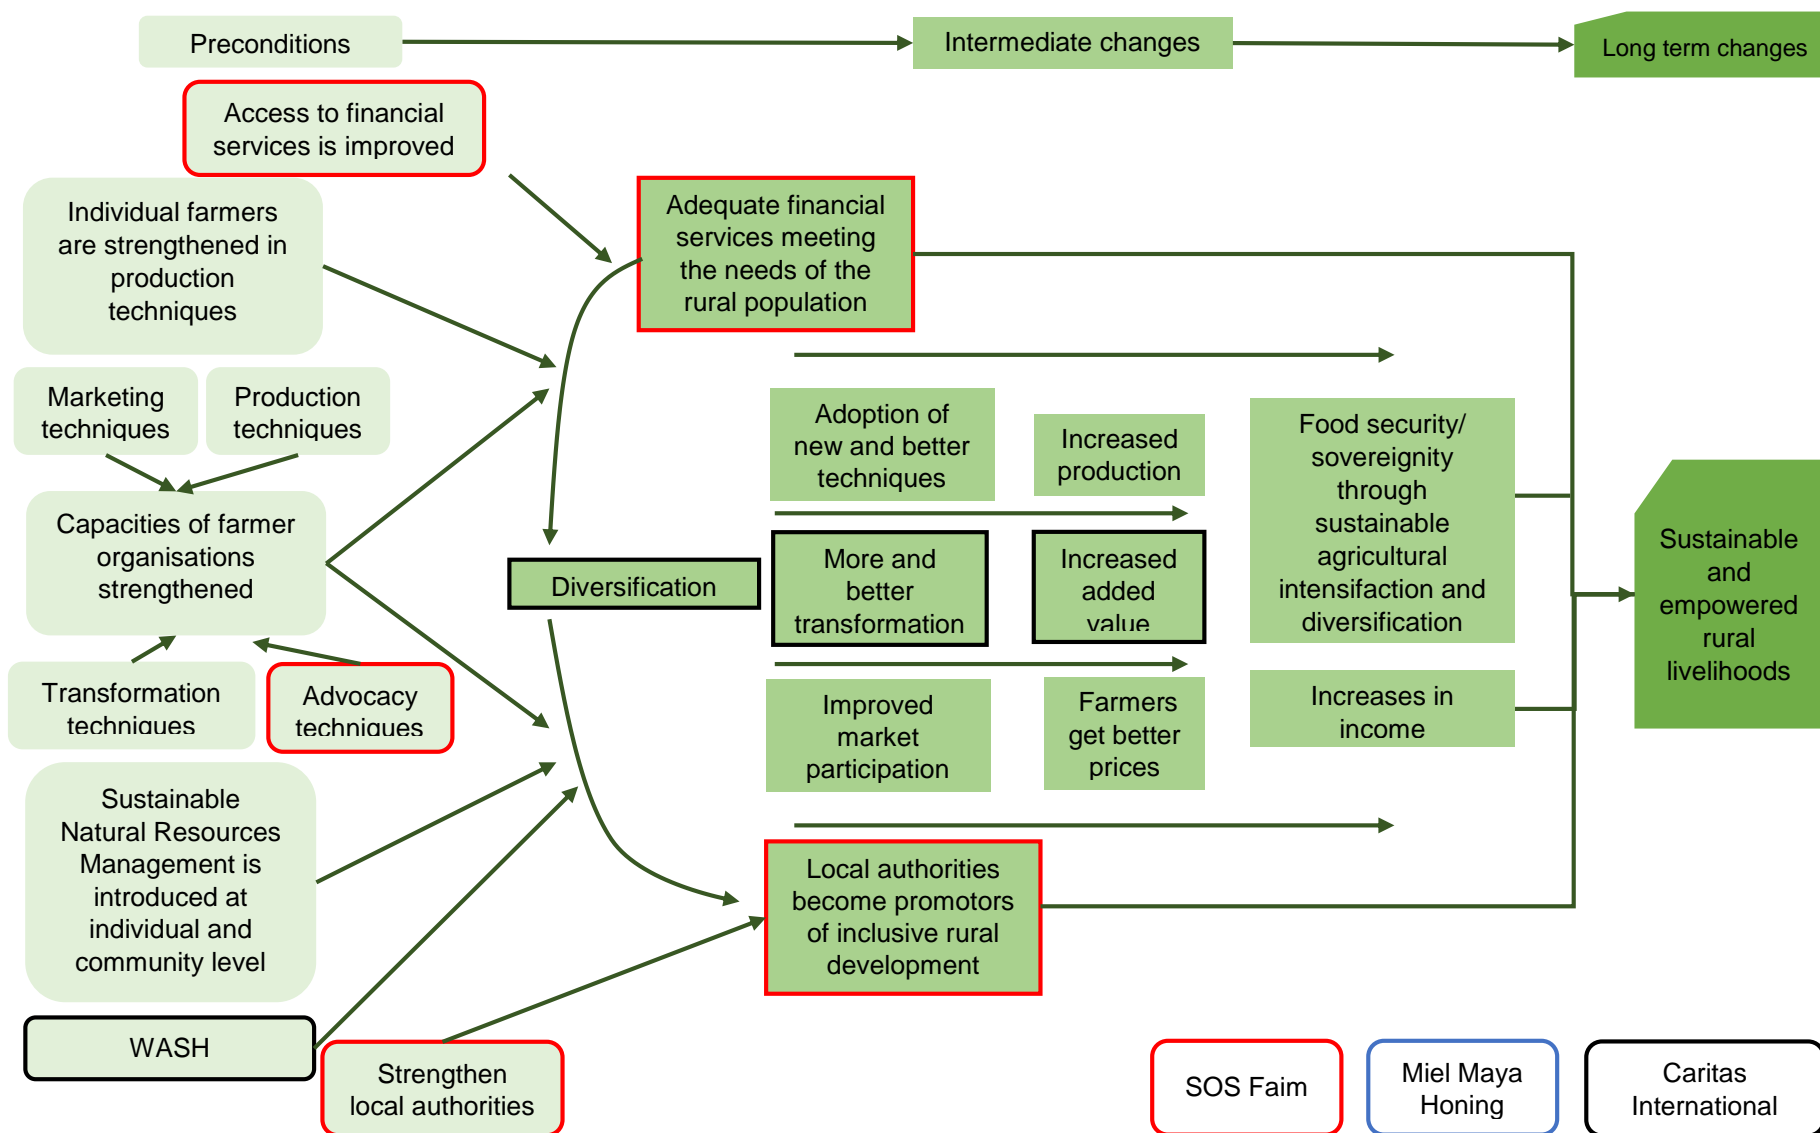 Preconditions
Intermediate changes
Long term changes
Access to financial
services is improved
Individual farmers
are strengthened in
production
techniques
Adequate financial
services meeting
the needs of the
rural population
Marketing
techniques
Production
techniques
Capacities of farmer
organisations
strengthened
Transformation
techniques
Advocacy
techniques
Diversification
Adoption of
new and better
techniques
Increased
production
More and
better
transformation
Increased
added
value
Improved
market
participation
Farmers
get better
prices
Food security/
sovereignity
through
sustainable
agricultural
intensifaction and
diversification
Increases in
income
Sustainable
and
empowered
rural
livelihoods
Sustainable
Natural Resources
Management is
introduced at
individual and
community level
Local authorities
become promotors
of inclusive rural
development
WASH
Strengthen
local authorities
SOS Faim
Miel Maya
Honing
Caritas
International